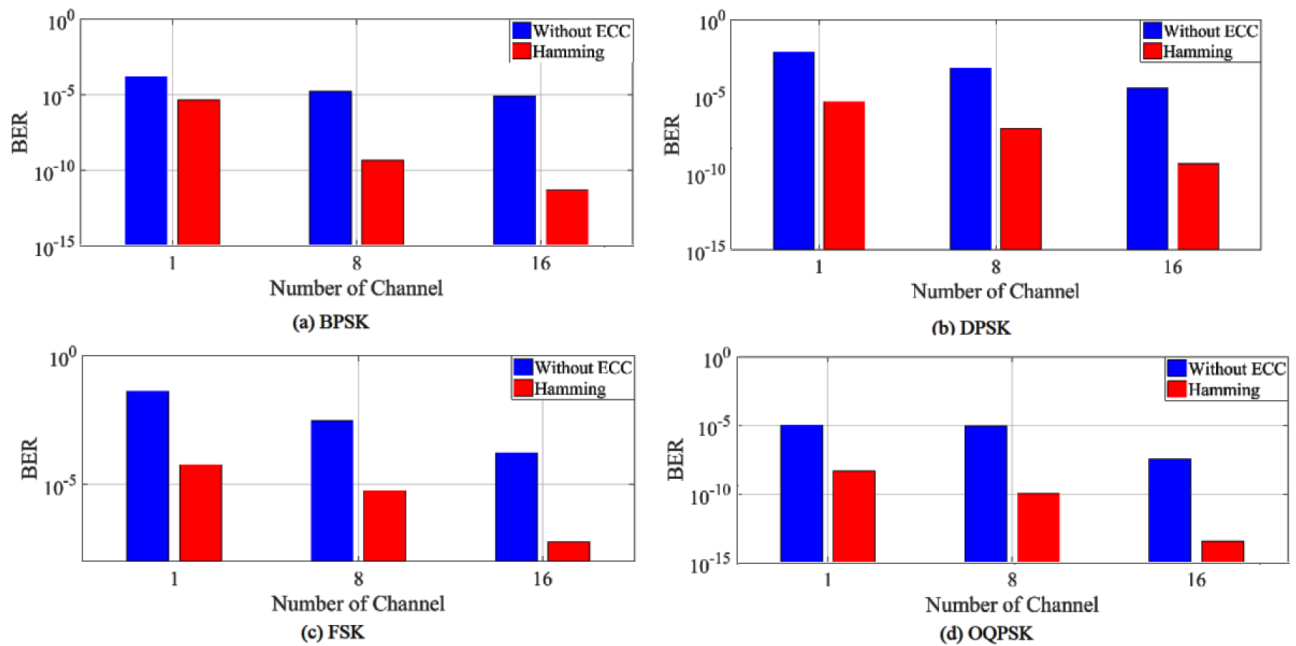 10^0
Without ECC
Hamming
10^-5
BER
10^-10
10^-15
1
8
16
Number of Channel
(a) BPSK
10^0
Without ECC
Hamming
10^-5
BER
10^-10
10^-15
1
8
16
Number of Channel
(b) DPSK
10^0
Without ECC
Hamming
BER
10^-5
1
8
16
Number of Channel
(c) FSK
10^0
Without ECC
Hamming
10^-5
BER
10^-10
10^-15
1
8
16
Number of Channel
(d) OQPSK